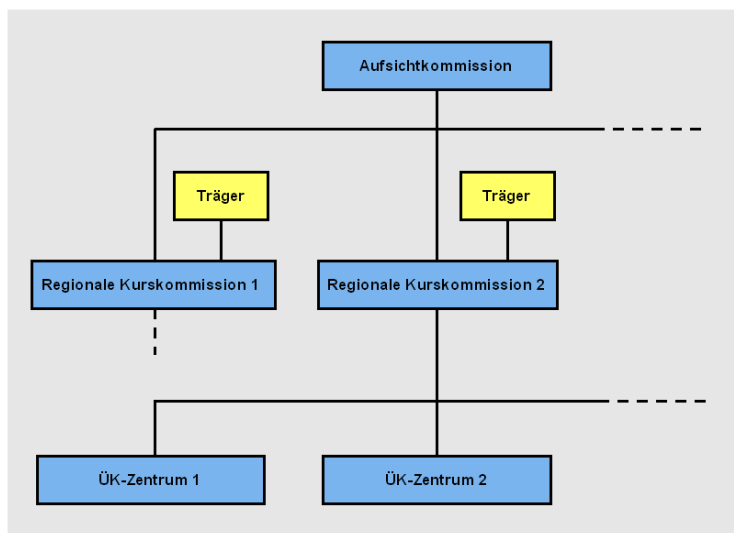 Aufsichtkommission
Träger
Träger
Regionale Kurskommission 1
Regionale Kurskommission 2
ÜK-Zentrum 1
ÜK-Zentrum 2